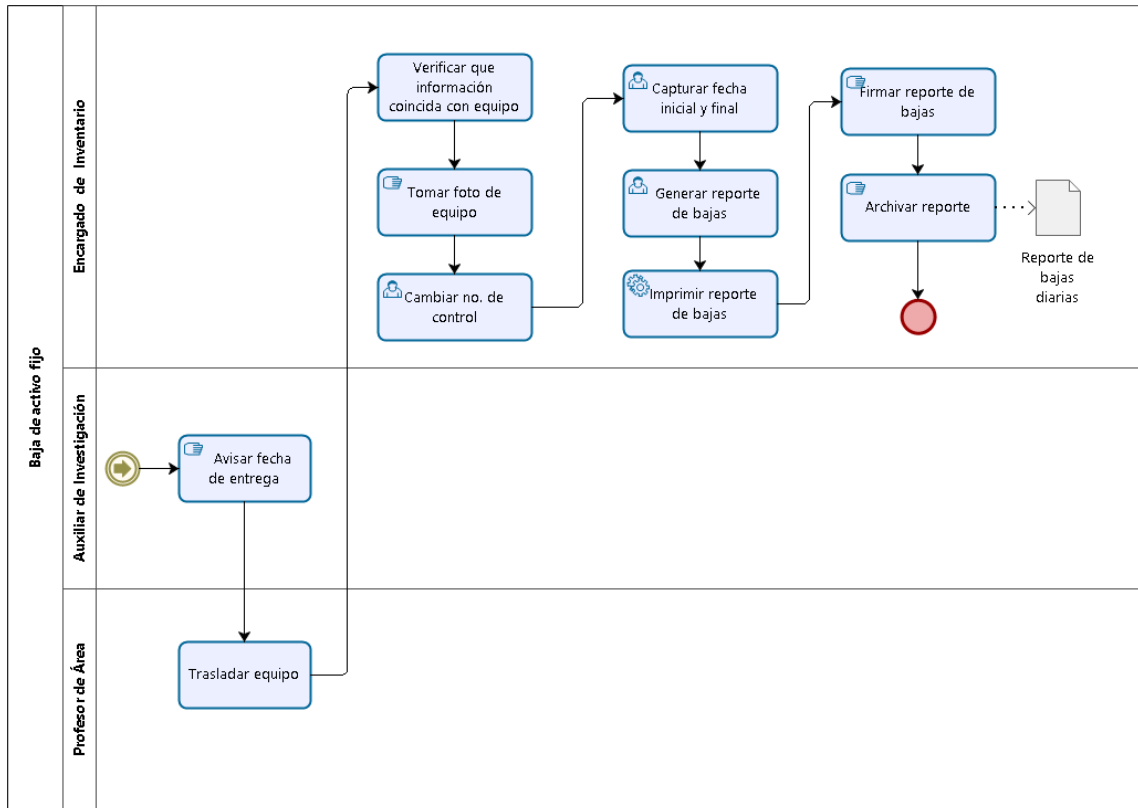 Baja de activo fijo
Encargado de Inventario
Verificar que
información
coincida con equipo
Tomar foto de
equipo
Cambiar no. de
control
Capturar fecha
inicial y final
Generar reporte
de bajas
Imprimir reporte
de bajas
Firmar reporte de
bajas
Archivar reporte
Reporte de
bajas
diarias
Auxiliar de Investigación
Avisar fecha
de entrega
Profesor de Área
Trasladar equipo